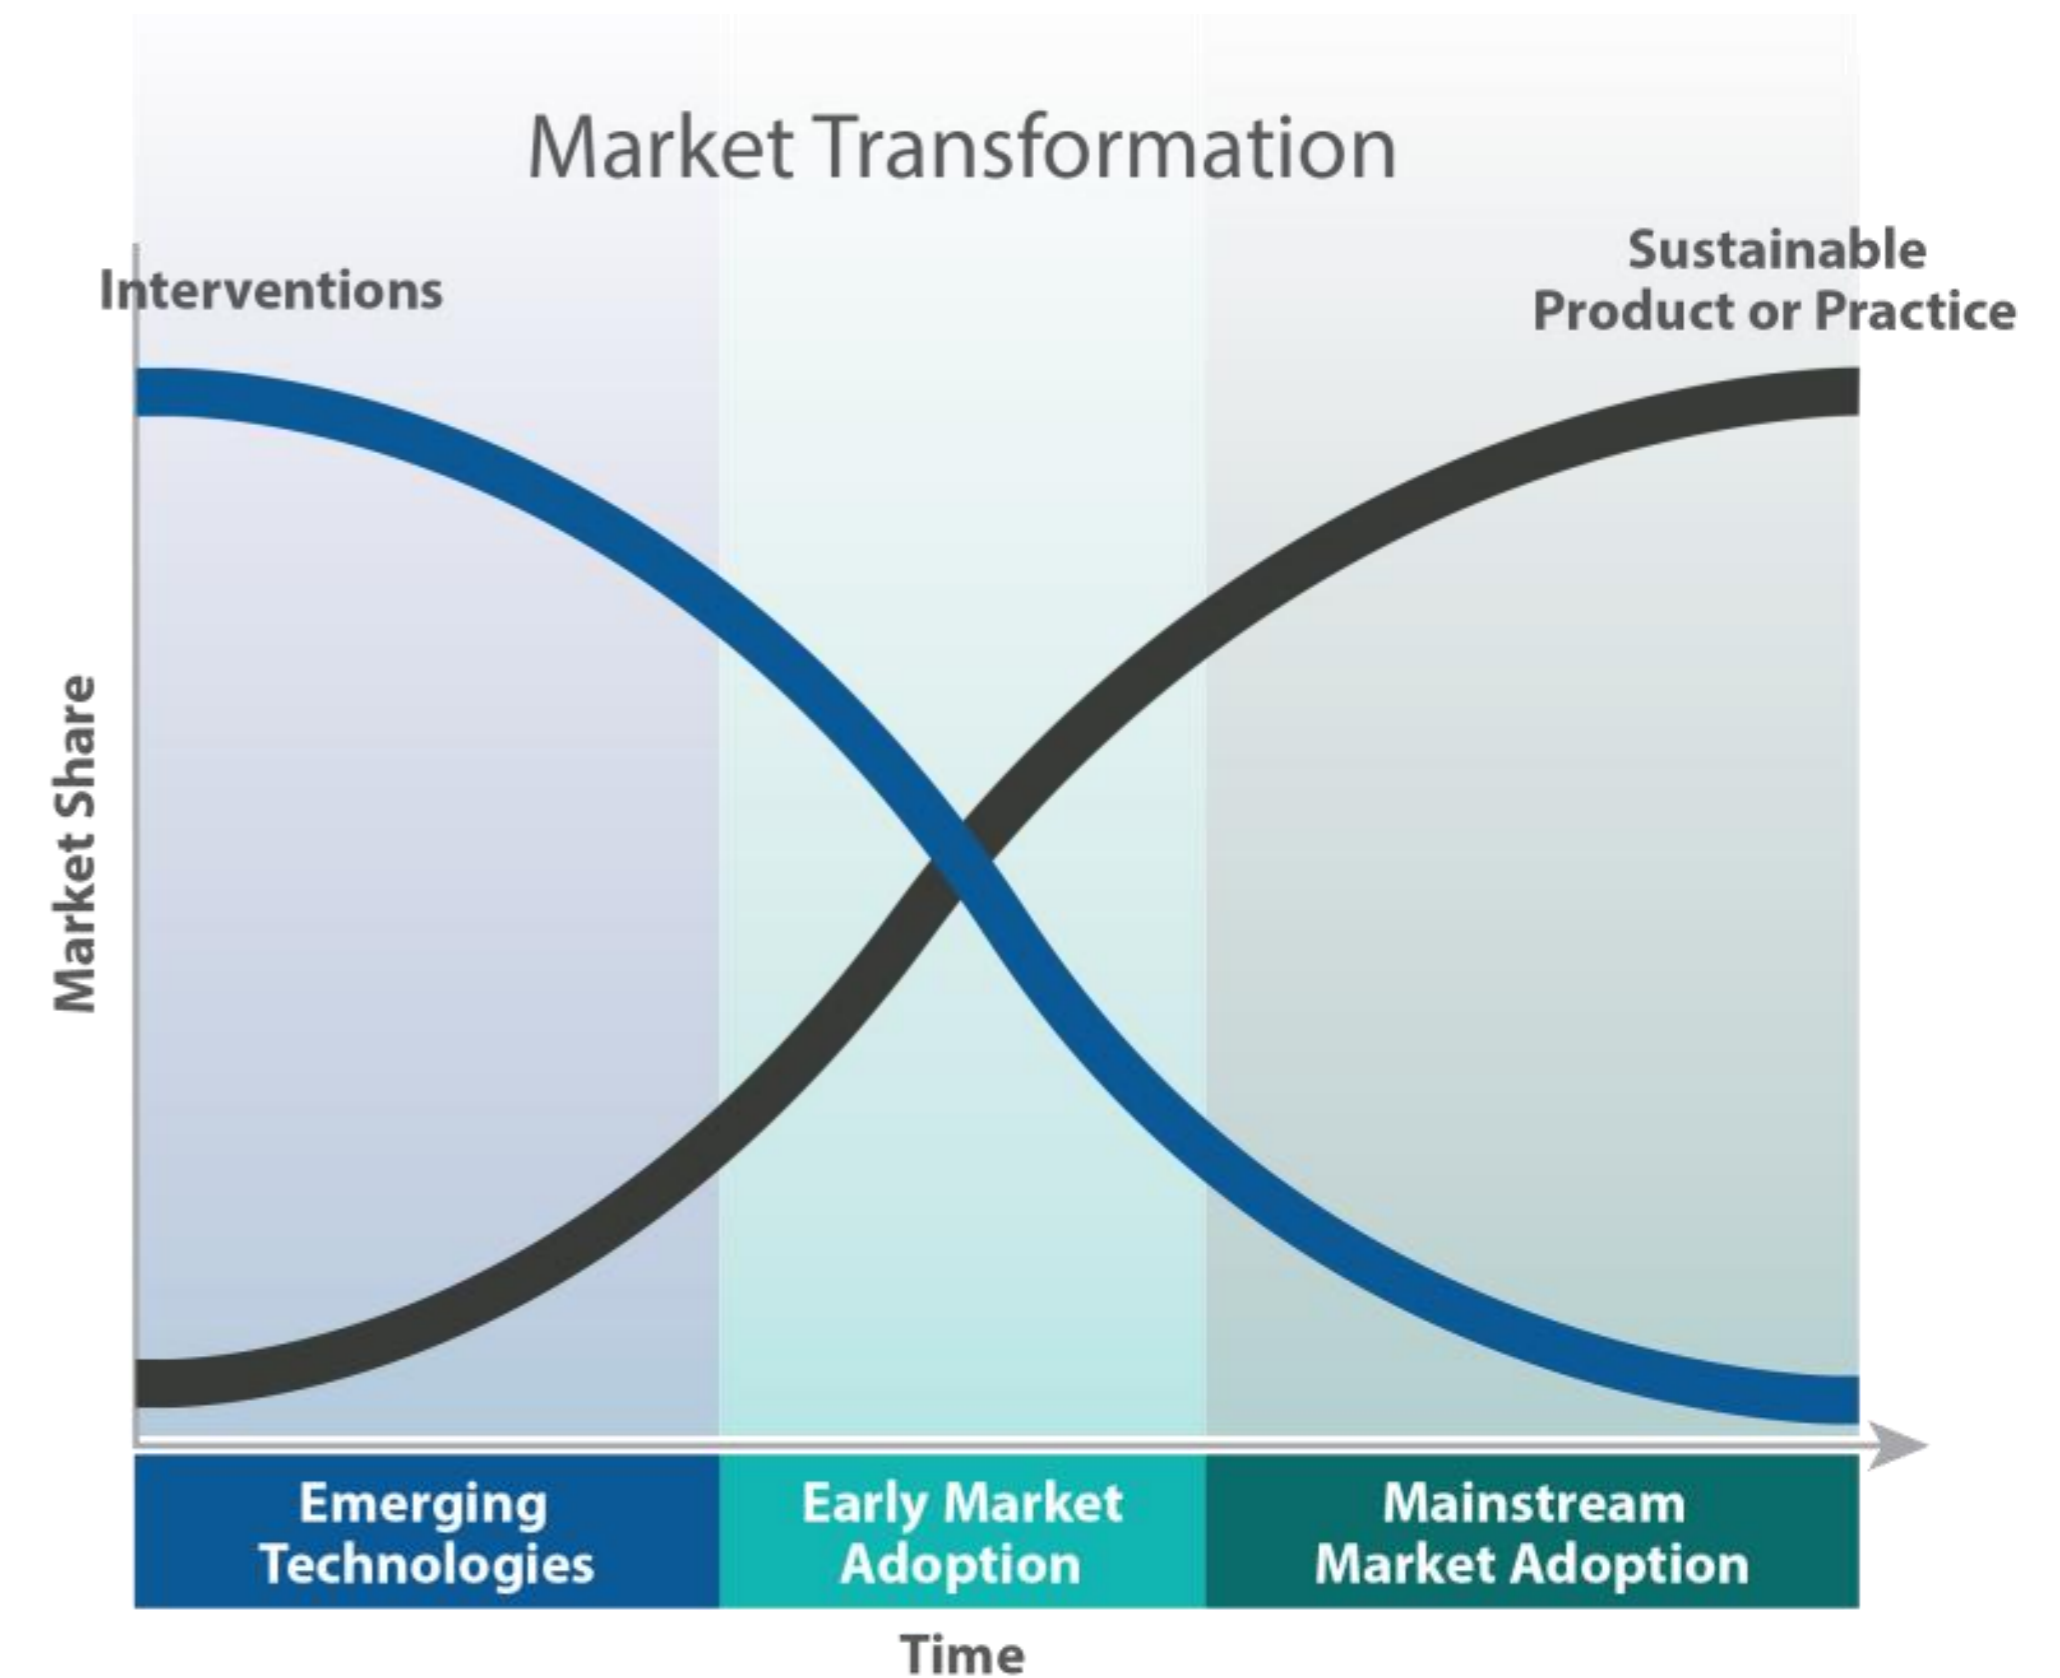 Market Transformation
Interventions
Sustainable
Product or Practice
Market Share
Emerging
Technologies
Early Market
Adoption
Mainstream
Market Adoption
Time